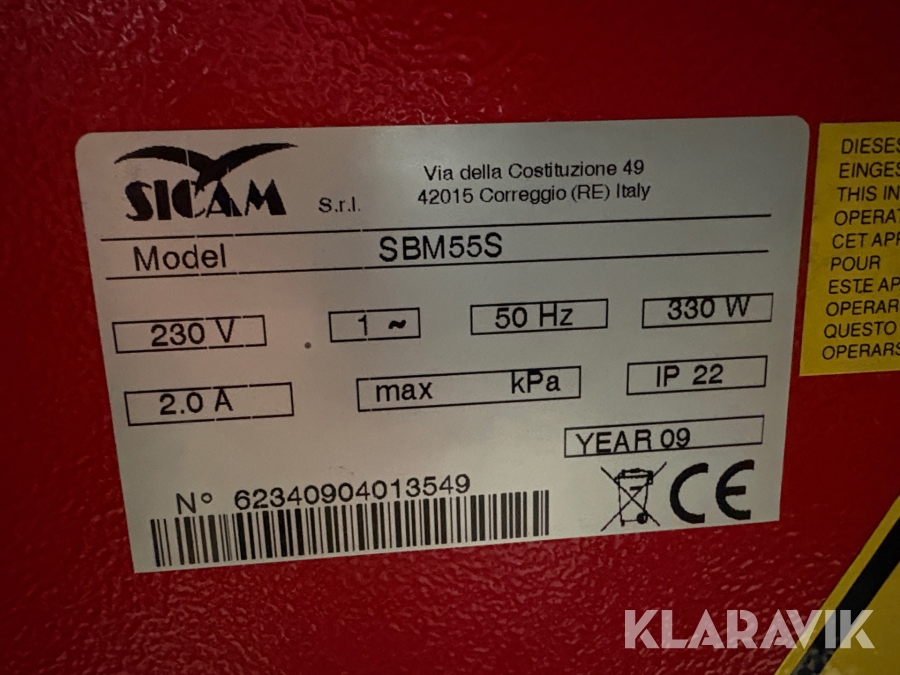 SICAM S.r.l.
Via della Costituzione 49
42015 Correggio (RE) Italy
Model SBM55S
230 V 1 ~ 50 Hz 330 W
2.0 A max kPa IP 22
YEAR 09
N° 62340904013549
CE
DIESES
EINGES
THIS IN
OPERAT
CET APP
POUR
ESTE AP
OPERAR
QUESTO
OPERARS
KLARAVIK